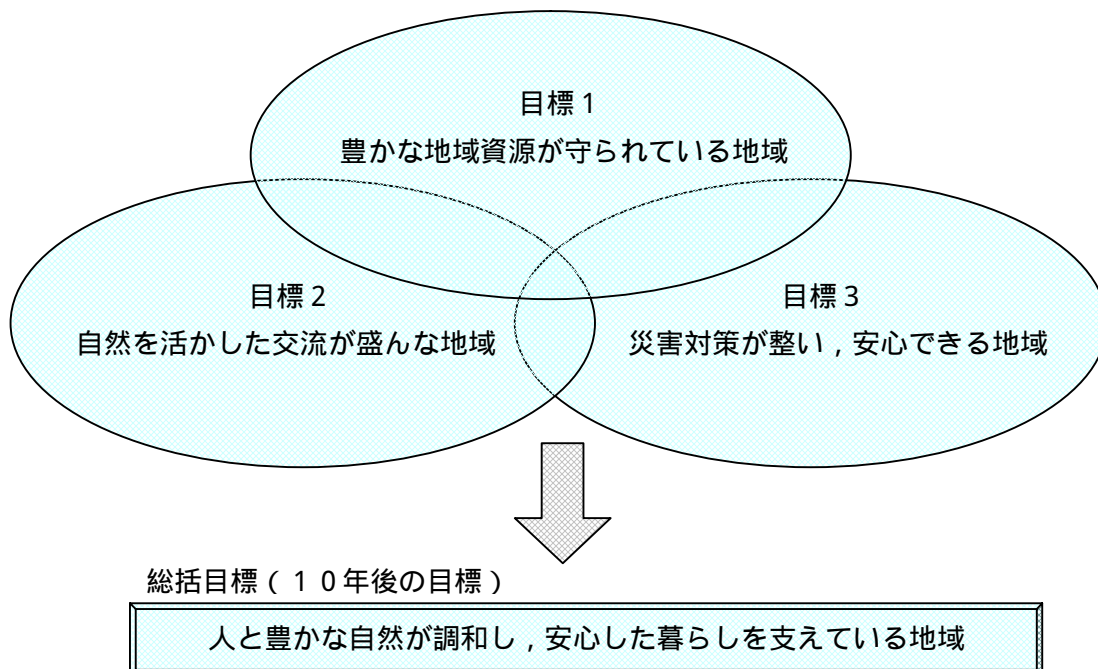 目標１
豊かな地域資源が守られている地域
目標２
自然を活かした交流が盛んな地域
目標３
災害対策が整い，安心できる地域
総括目標（１０年後の目標）
人と豊かな自然が調和し，安心した暮らしを支えている地域